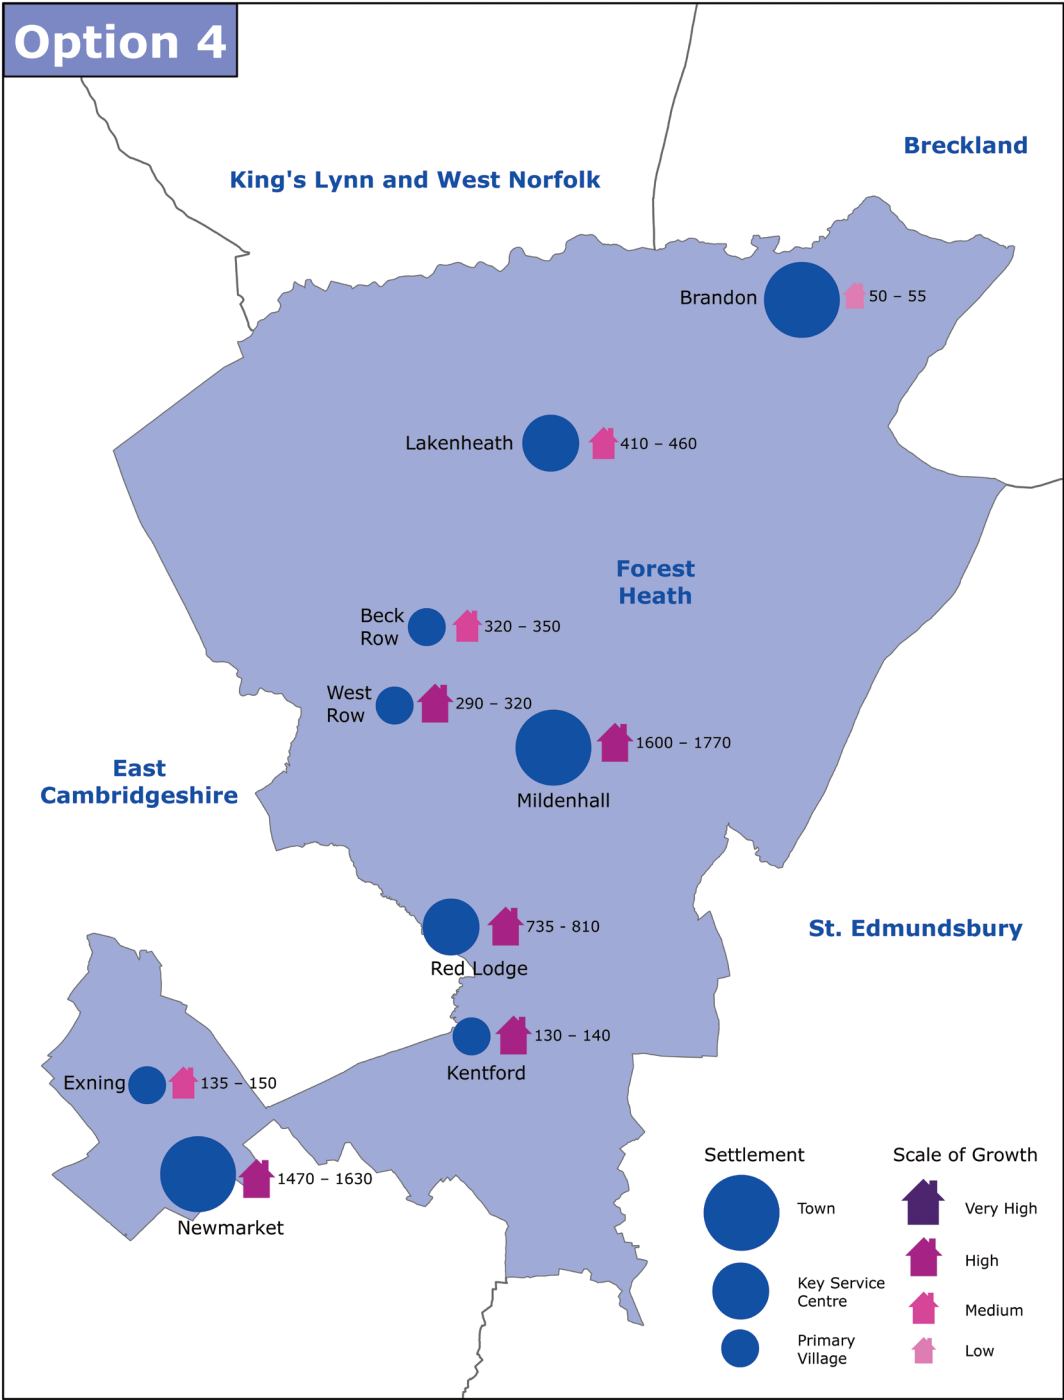 Option 4
Breckland
King's Lynn and West Norfolk
Brandon
50 – 55
Lakenheath
410 – 460
Forest
Heath
Beck
Row
320 – 350
West
Row
290 – 320
1600 – 1770
Mildenhall
East
Cambridgeshire
735 - 810
Red Lodge
St. Edmundsbury
130 – 140
Kentford
Exning
135 – 150
1470 – 1630
Newmarket
Settlement
Town
Key Service
Centre
Primary
Village
Scale of Growth
Very High
High
Medium
Low